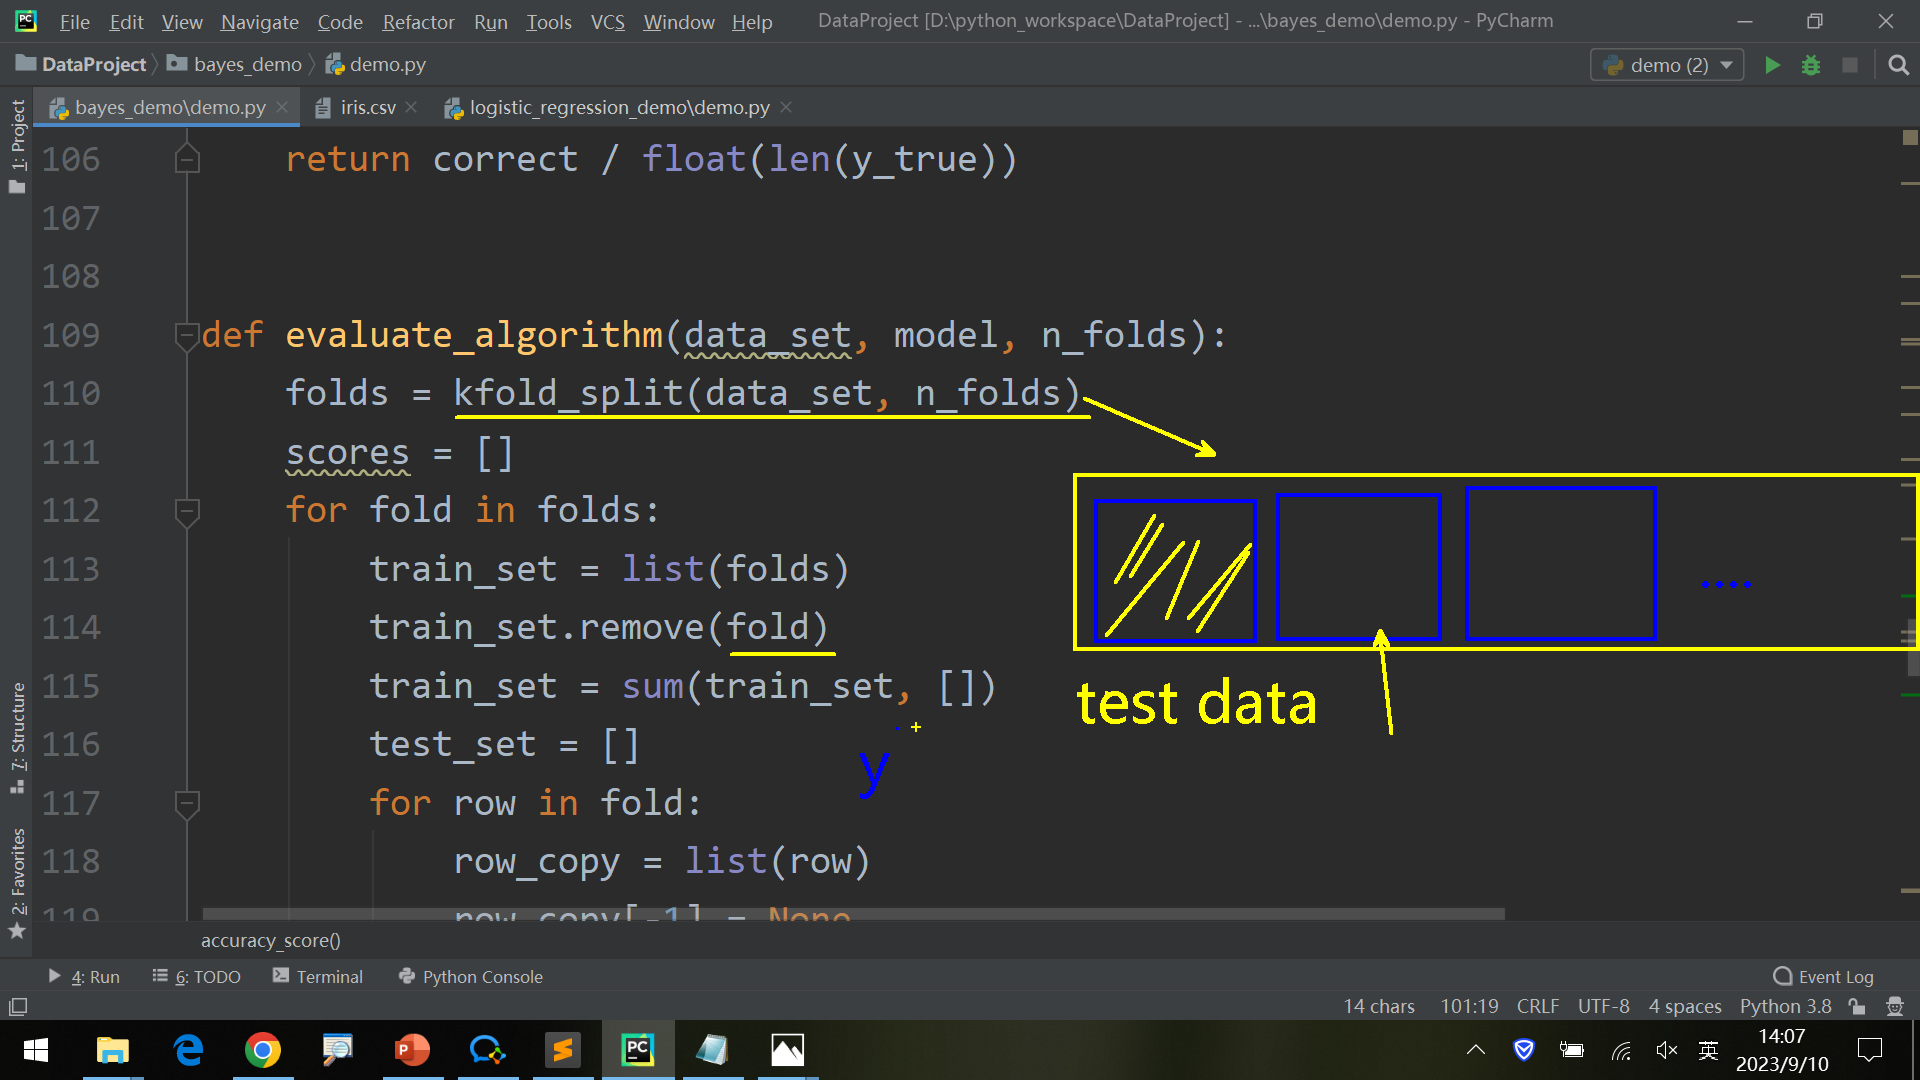 File Edit View Navigate Code Refactor Run Tools VCS Window Help DataProject [D:\python_workspace\DataProject] - ...\bayes_demo\demo.py - PyCharm
DataProject bayes_demo demo.py demo (2)
bayes_demo\demo.py iris.csv logistic_regression_demo\demo.py
1: Project
7: Structure
2: Favorites
106 return correct / float(len(y_true))
107
108
109 def evaluate_algorithm(data_set, model, n_folds):
110 folds = kfold_split(data_set, n_folds)
111 scores = []
112 for fold in folds:
113 train_set = list(folds)
114 train_set.remove(fold)
115 train_set = sum(train_set, [])
116 test_set = []
117 for row in fold:
118 row_copy = list(row)
119 row_copy[-1] = None
....
test data
y
accuracy_score()
4: Run 6: TODO Terminal Python Console Event Log
14 chars 101:19 CRLF UTF-8 4 spaces Python 3.8
英 14:07
2023/9/10